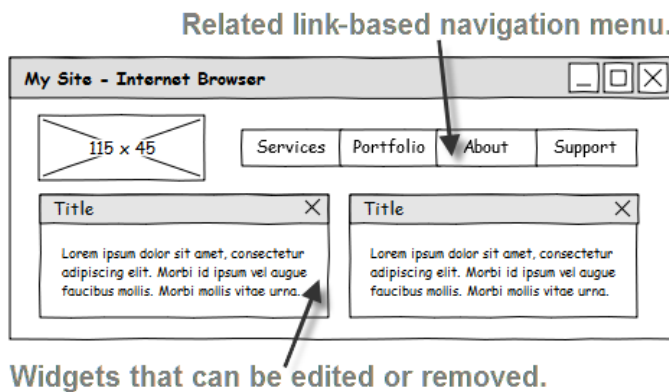 Related link-based navigation menu.
My Site - Internet Browser
115 x 45
Services Portfolio About Support
Title
Lorem ipsum dolor sit amet, consectetur
adipiscing elit. Morbi id ipsum vel augue
faucibus mollis. Morbi mollis vitae urna.
Title
Lorem ipsum dolor sit amet, consectetur
adipiscing elit. Morbi id ipsum vel augue
faucibus mollis. Morbi mollis vitae urna.
Widgets that can be edited or removed.